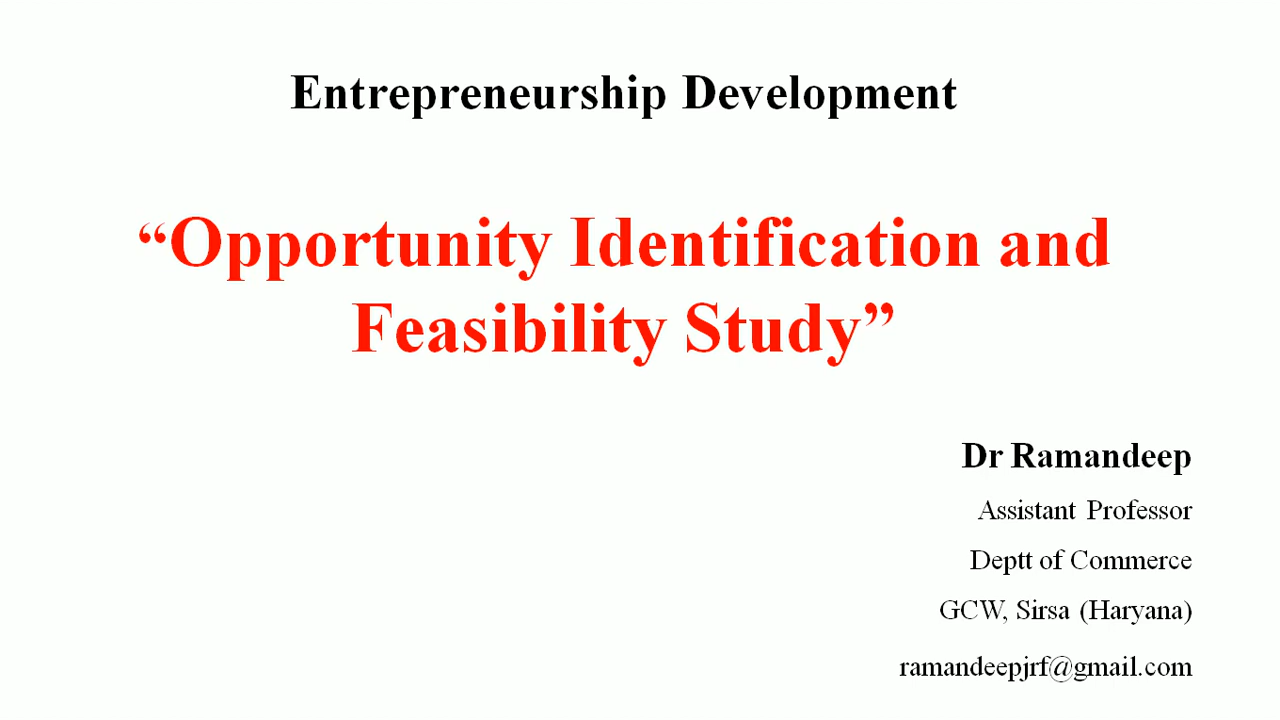 Entrepreneurship Development
“Opportunity Identification and
Feasibility Study”
Dr Ramandeep
Assistant Professor
Deptt of Commerce
GCW, Sirsa (Haryana)
ramandeepjrf@gmail.com